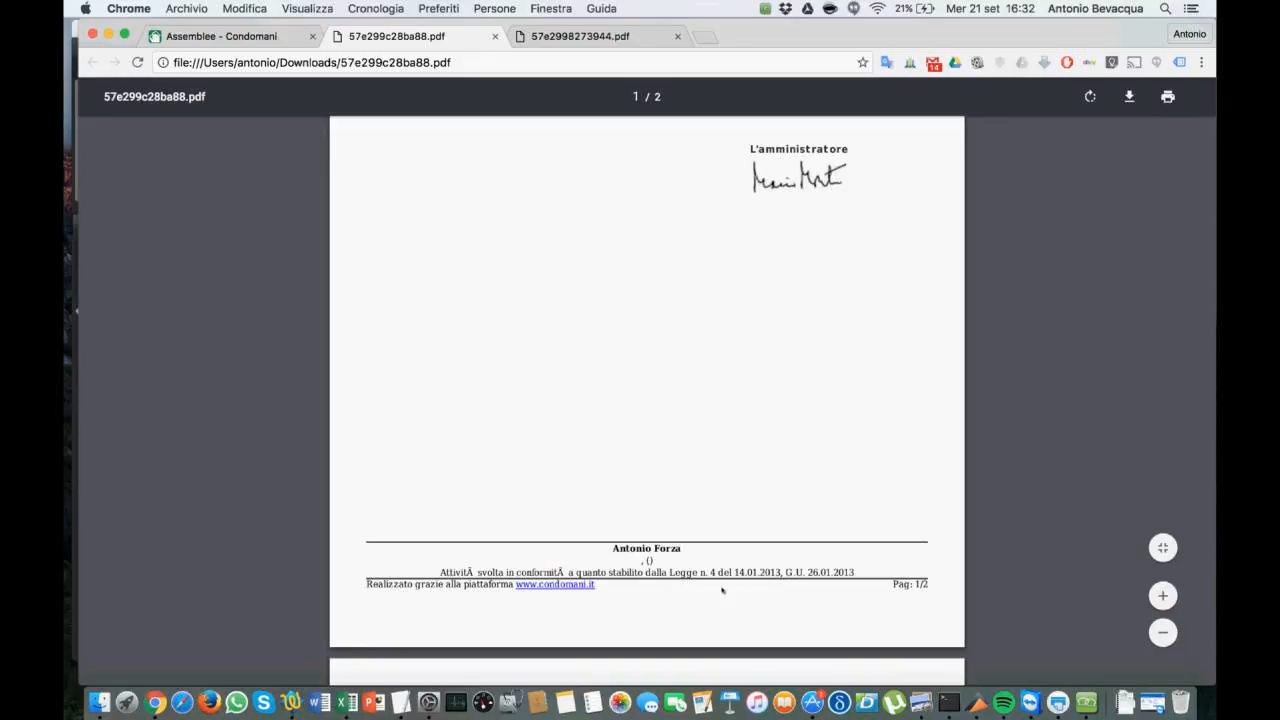 Chrome Archivio Modifica Visualizza Cronologia Preferiti Persone Finestra Guida 21% Mer 21 set 16:32 Antonio Bevacqua
Assemblee - Condomani 57e299c28ba88.pdf 57e2998273944.pdf Antonio
file:///Users/antonio/Downloads/57e299c28ba88.pdf 14
57e299c28ba88.pdf 1 / 2
L'amministratore
Antonio Forza
, ()
AttivitÃ svolta in conformitÃ a quanto stabilito dalla Legge n. 4 del 14.01.2013, G.U. 26.01.2013
Realizzato grazie alla piattaforma www.condomani.it Pag: 1/2